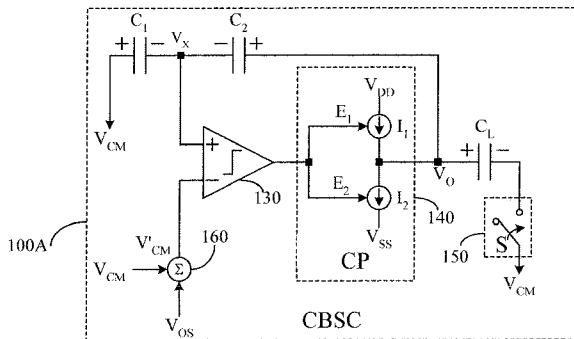 C1
C2
+ − VX − +
VCM
VDD
E1
I1
CL
+
−
+ −
130
E2
I2
VO
140
100A
V'CM
160
VSS
150
S
VCM
Σ
CP
VCM
VOS
CBSC